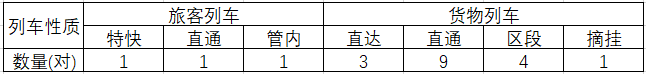 列车性质 旅客列车 货物列车
特快 直通 管内 直达 直通 区段 摘挂
数量(对) 1 1 1 3 9 4 1